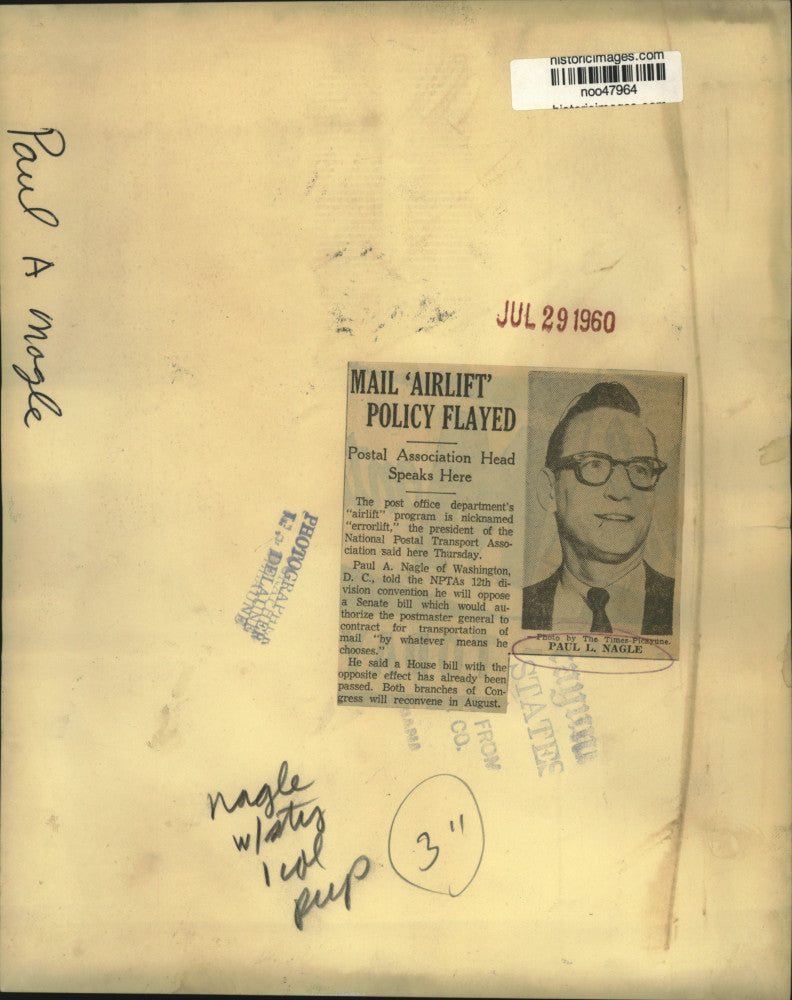 historicimages.com
noo47964
Paul A Nagle
JUL 29 1960
MAIL 'AIRLIFT'
POLICY FLAYED
Postal Association Head
Speaks Here
The post office department's
"airlift" program is nicknamed
"errorlift," the president of the
National Postal Transport Asso-
ciation said here Thursday.
Paul A. Nagle of Washington,
D. C., told the NPTAs 12th di-
vision convention he will oppose
a Senate bill which would au-
thorize the postmaster general to
contract for transportation of
mail "by whatever means he
chooses."
He said a House bill with the
opposite effect has already been
passed. Both branches of Con-
gress will reconvene in August.
Photo by The Times-Picayune.
PAUL L. NAGLE
PHOTOGRAPHER
STATES
FROM
CO.
Nagle
w/sty
1 col
3"